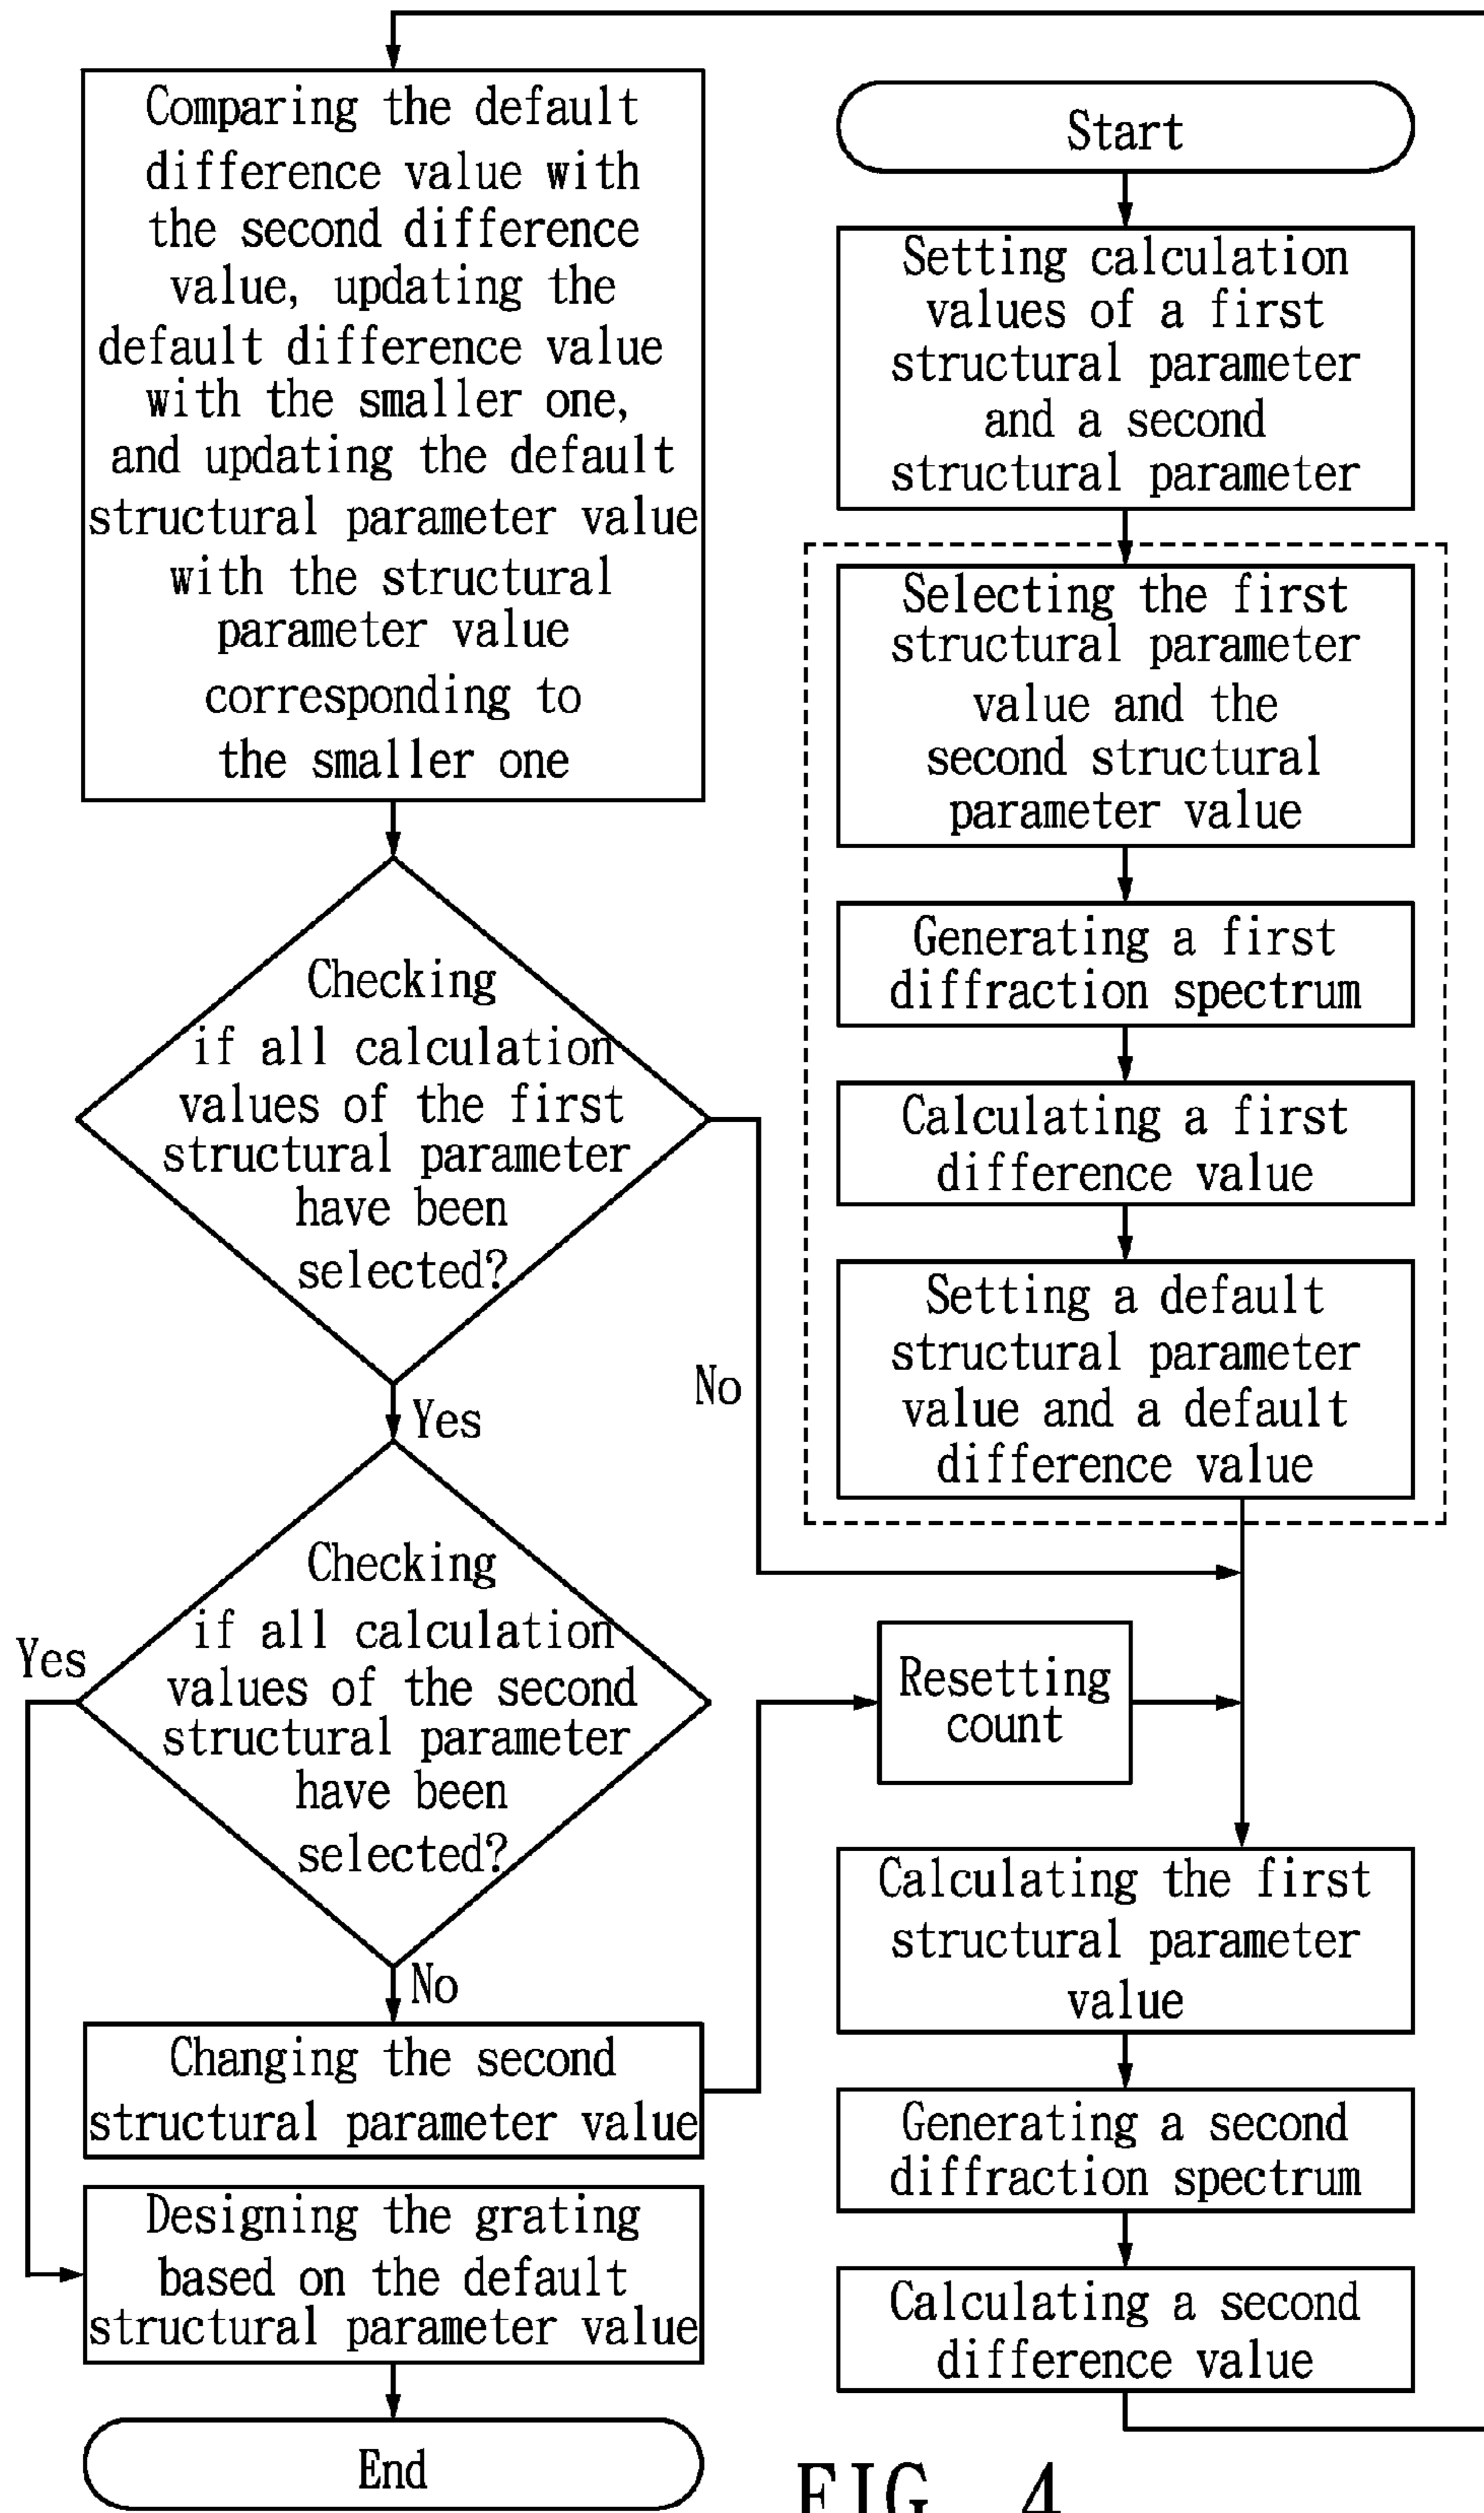 Start
Setting calculation
values of a first
structural parameter
and a second
structural parameter
Selecting the first
structural parameter
value and the
second structural
parameter value
Generating a first
diffraction spectrum
Calculating a first
difference value
Setting a default
structural parameter
value and a default
difference value
Resetting
count
Calculating the first
structural parameter
value
Generating a second
diffraction spectrum
Calculating a second
difference value
Comparing the default
difference value with
the second difference
value, updating the
default difference value
with the smaller one,
and updating the default
structural parameter value
with the structural
parameter value
corresponding to
the smaller one
Checking
if all calculation
values of the first
structural parameter
have been
selected?
No
Yes
Checking
if all calculation
values of the second
structural parameter
have been
selected?
Yes
No
Changing the second
structural parameter value
Designing the grating
based on the default
structural parameter value
End
FIG. 4